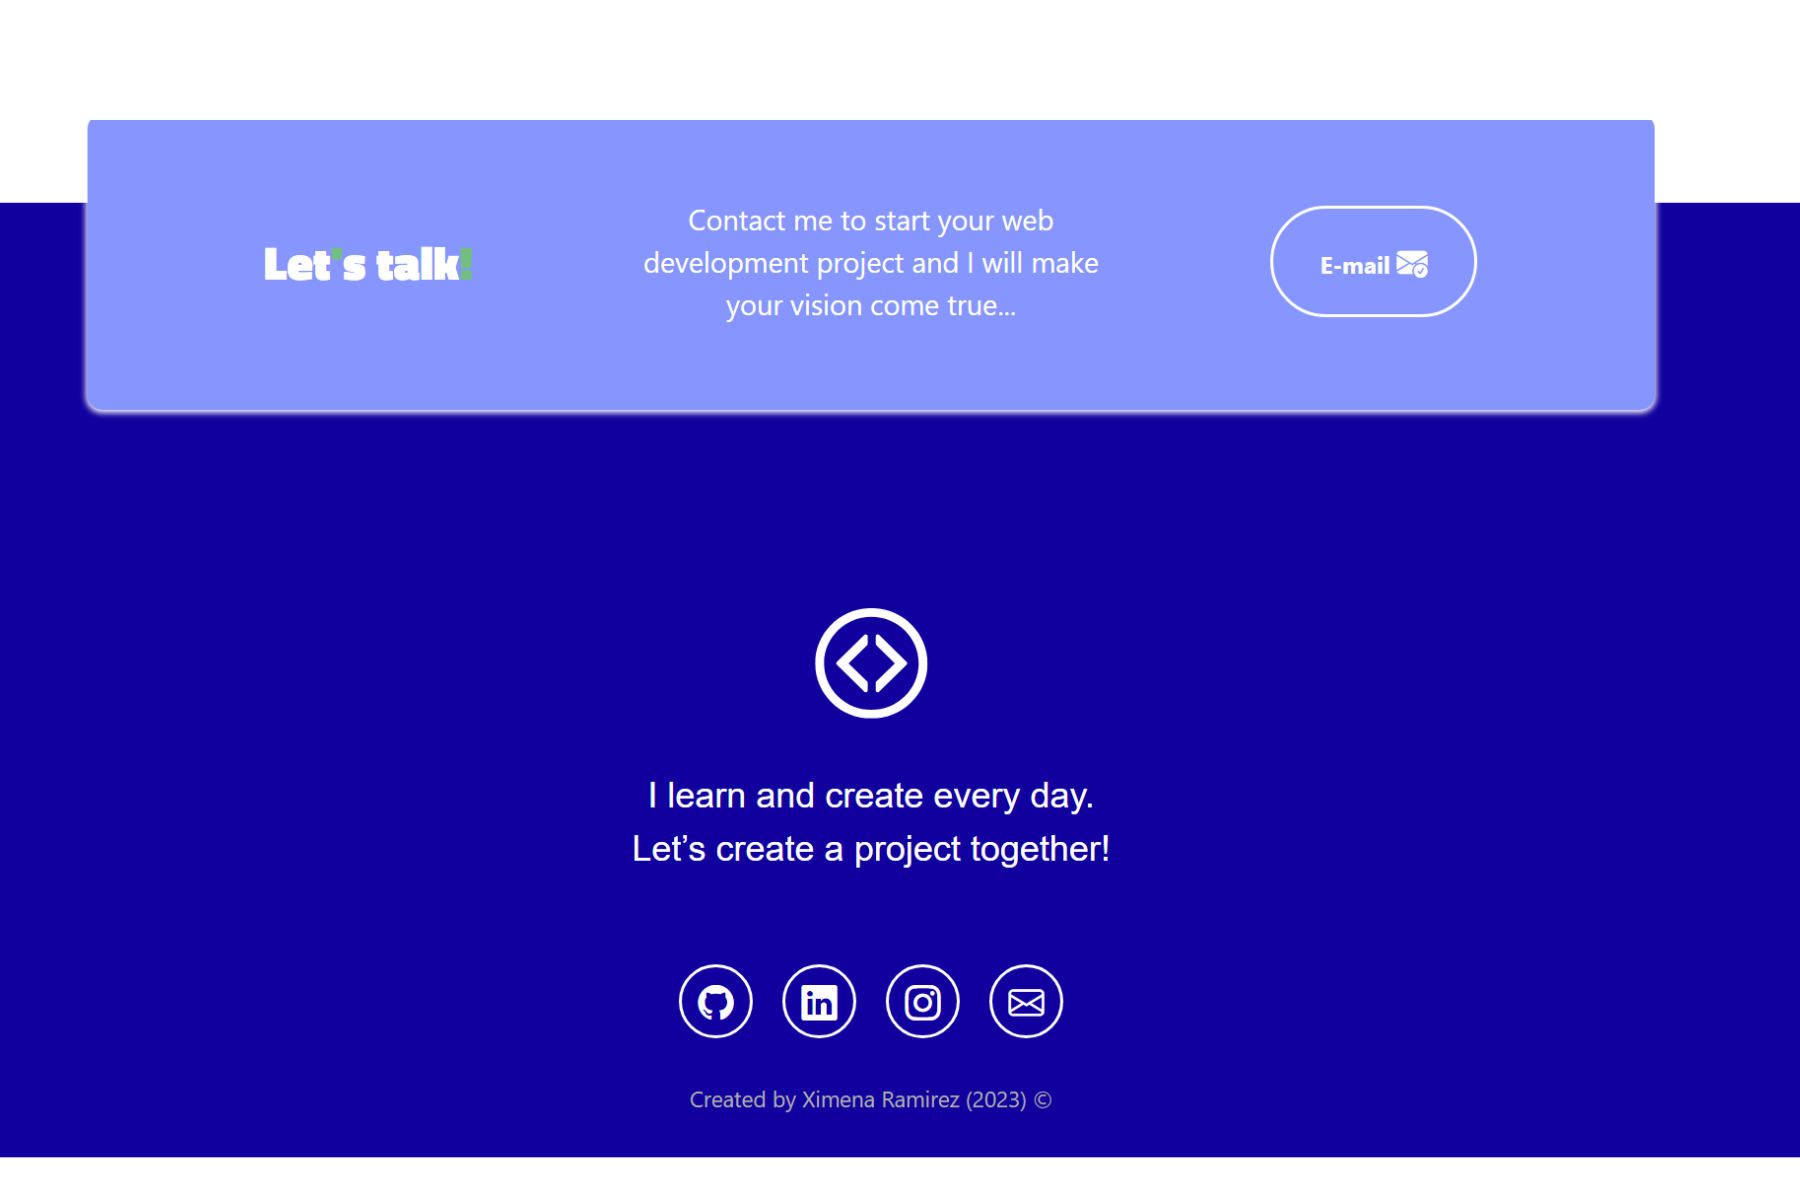 Let's talk!
Contact me to start your web
development project and I will make
your vision come true...
E-mail
I learn and create every day.
Let’s create a project together!
Created by Ximena Ramirez (2023) ©